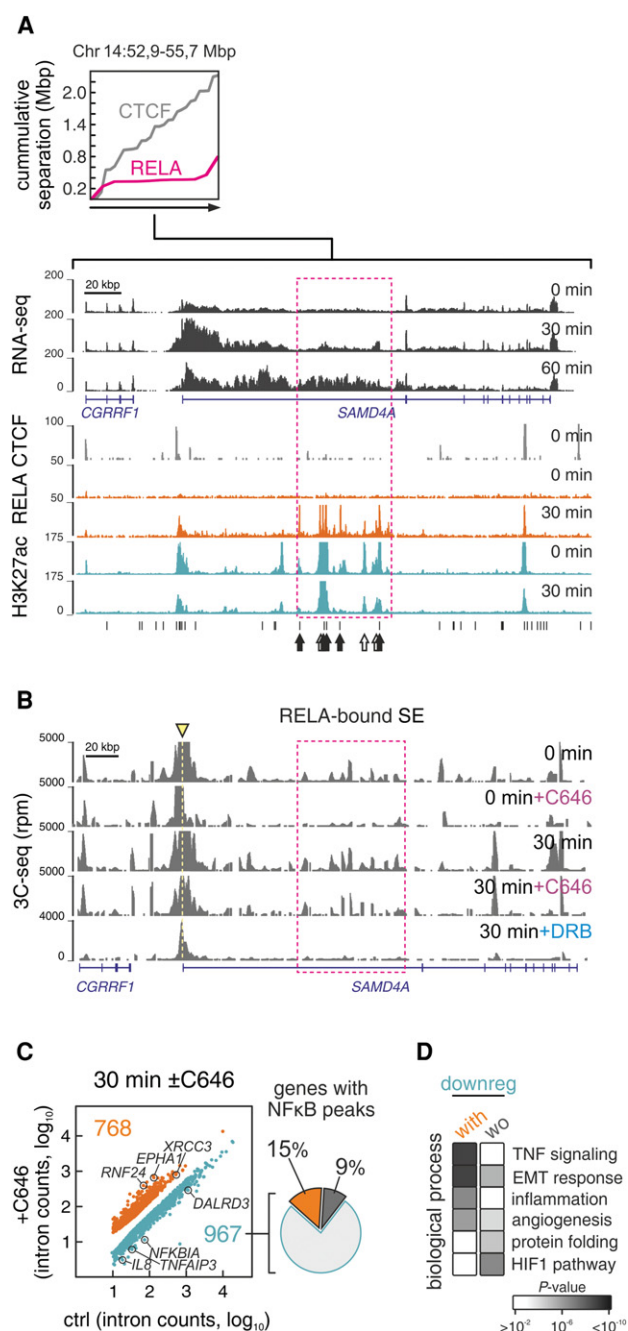 A
Chr 14:52,9-55,7 Mbp
cummulative
separation (Mbp)
2.0
1.4
0.8
0.2
CTCF
RELA
20 kbp
RNA-seq
200
0 min
200
30 min
200
60 min
0
CGRRF1
SAMD4A
H3K27ac RELA CTCF
100
0 min
50
0 min
50
30 min
175
0 min
175
30 min
0
B
RELA-bound SE
20 kbp
3C-seq (rpm)
5000
0 min
5000
0 min+C646
5000
30 min
5000
30 min+C646
4000
30 min+DRB
0
CGRRF1
SAMD4A
C
30 min ±C646
+C646
(intron counts, log10)
4
3
2
1
768
XRCC3
EPHA1
RNF24
DALRD3
967
NFKBIA
TNFAIP3
IL8
1 2 3 4
ctrl (intron counts, log10)
genes with
NFκB peaks
15%
9%
D
downreg
with
wo
biological process
TNF signaling
EMT response
inflammation
angiogenesis
protein folding
HIF1 pathway
P-value
>10-2 10-6 <10-10